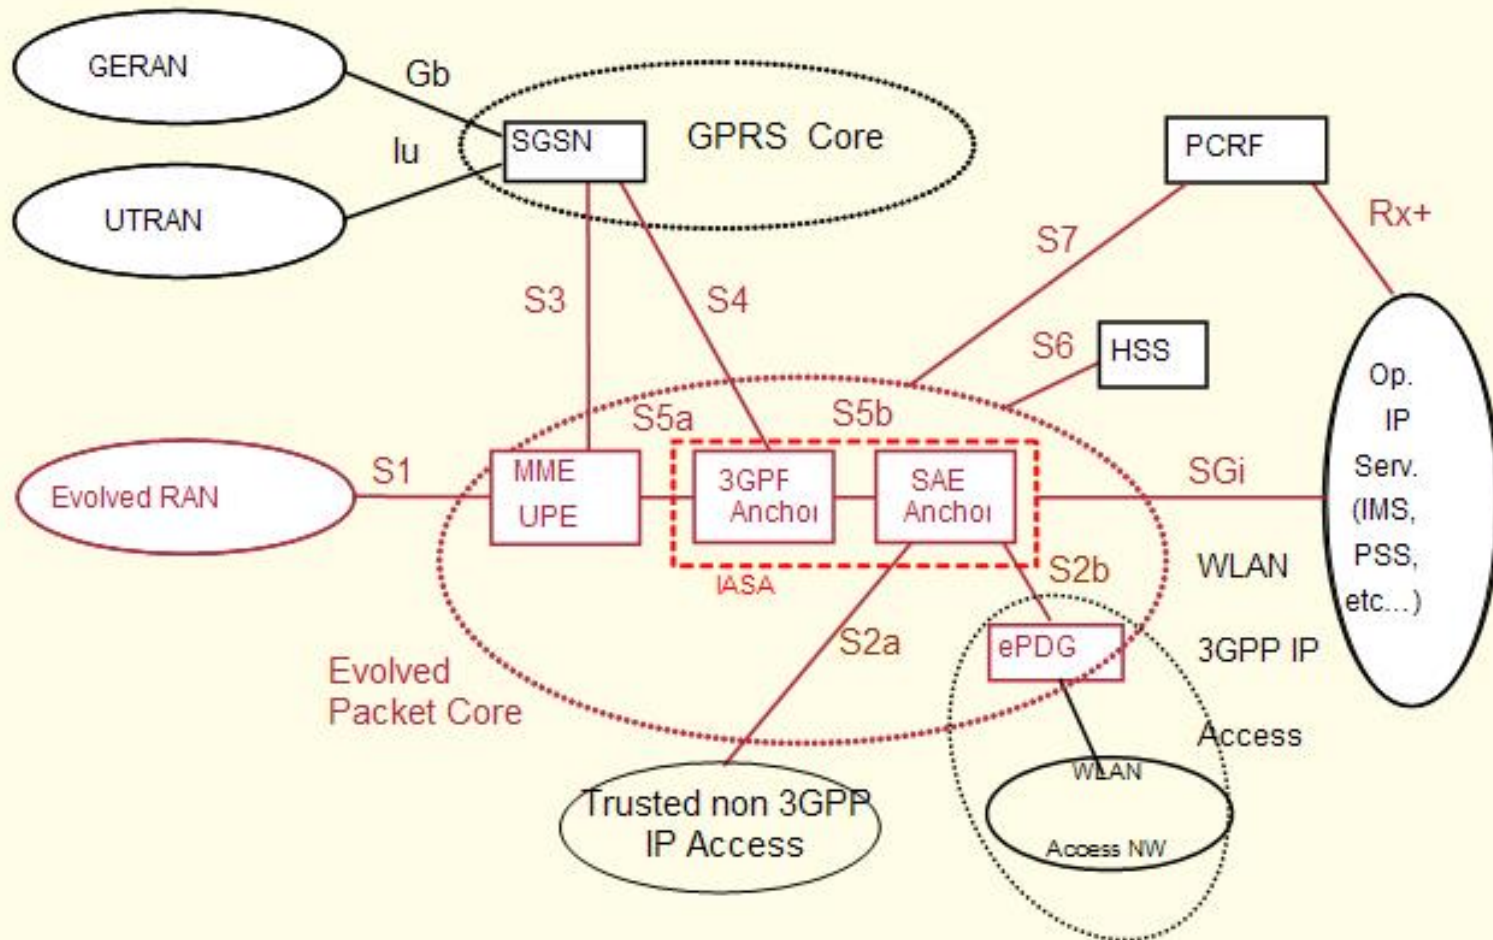 GERAN
Gb
SGSN
GPRS Core
PCRF
Iu
UTRAN
Rx+
S7
S3
S4
S6
HSS
Op.
IP
Serv.
(IMS,
PSS,
etc...)
S5a
S5b
Evolved RAN
S1
MME
UPE
3GPF
Anchor
SAE
Anchor
SGi
IASA
S2b
WLAN
S2a
ePDG
3GPP IP
Evolved
Packet Core
Access
WLAN
Access NW
Trusted non 3GPP
IP Access